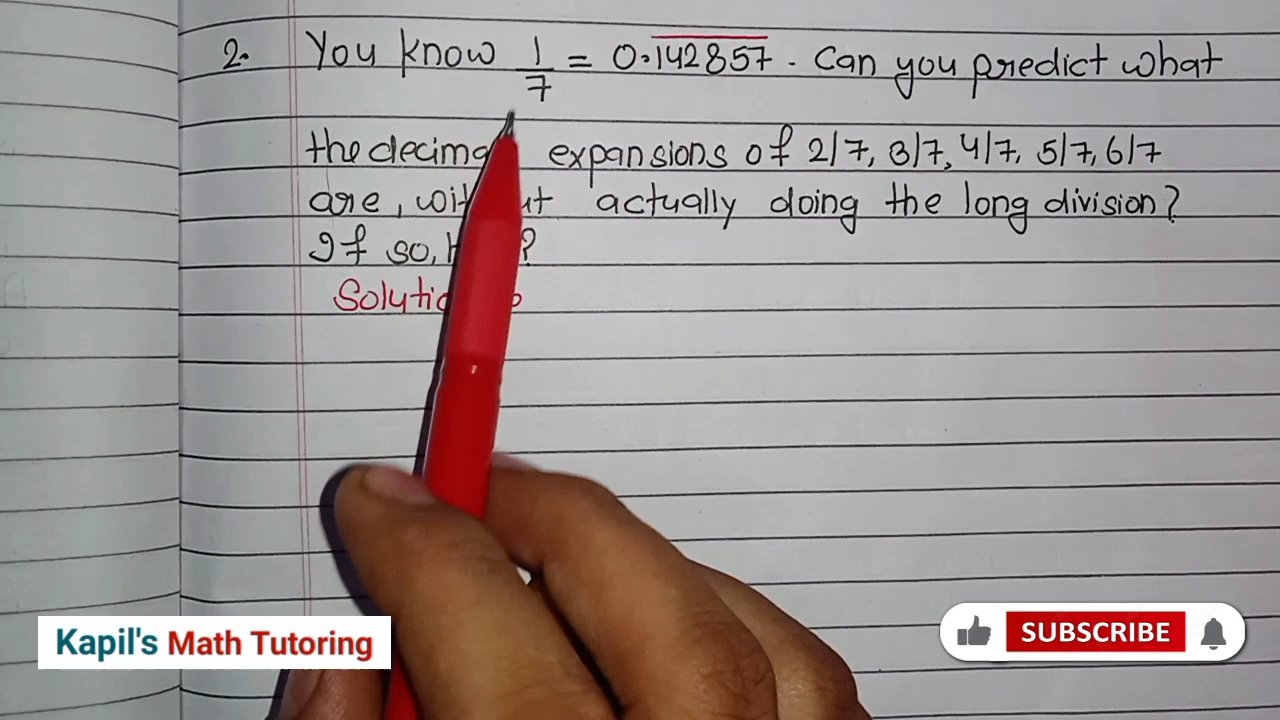 2. You know 1/7 = 0.142857. Can you predict what
the decima expansions of 2/7, 3/7, 4/7, 5/7, 6/7
are, wit ut actually doing the long division?
If so, ?
Solutio
Kapil's Math Tutoring
SUBSCRIBE